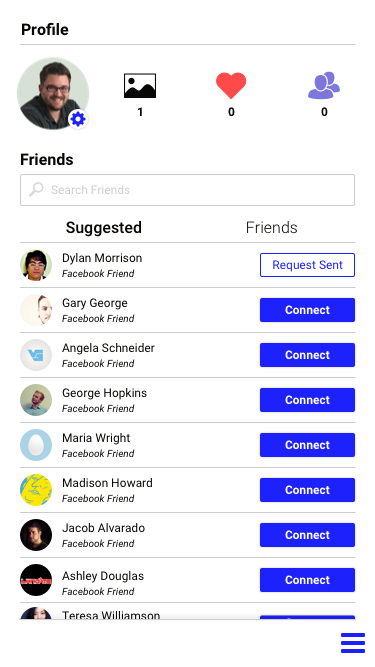 Profile
1
0
0
Friends
Search Friends
Suggested
Friends
Dylan Morrison
Facebook Friend
Request Sent
Gary George
Facebook Friend
Connect
Angela Schneider
Facebook Friend
Connect
George Hopkins
Facebook Friend
Connect
Maria Wright
Facebook Friend
Connect
Madison Howard
Facebook Friend
Connect
Jacob Alvarado
Facebook Friend
Connect
Ashley Douglas
Facebook Friend
Connect
Teresa Williamson